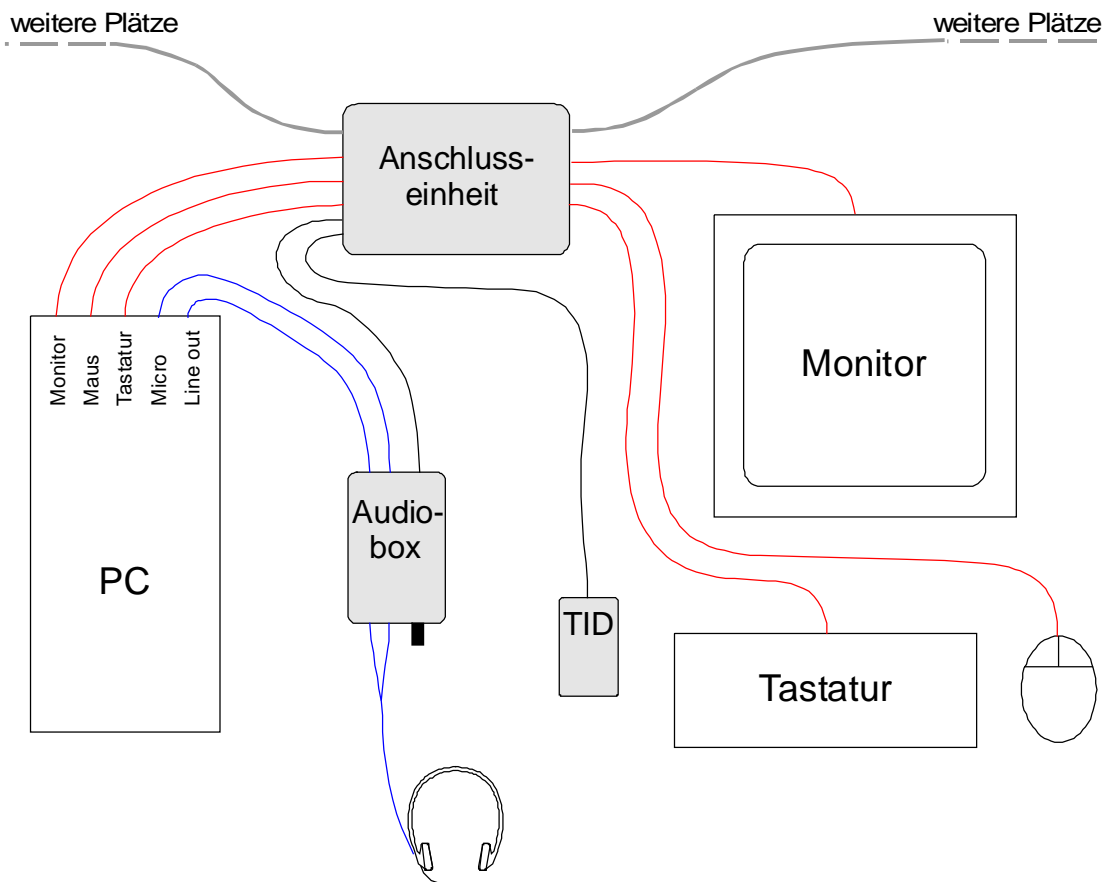 weitere Plätze
weitere Plätze
Anschluss-
einheit
Monitor
Maus
Tastatur
Micro
Line out
Monitor
Audio-
box
PC
TID
Tastatur